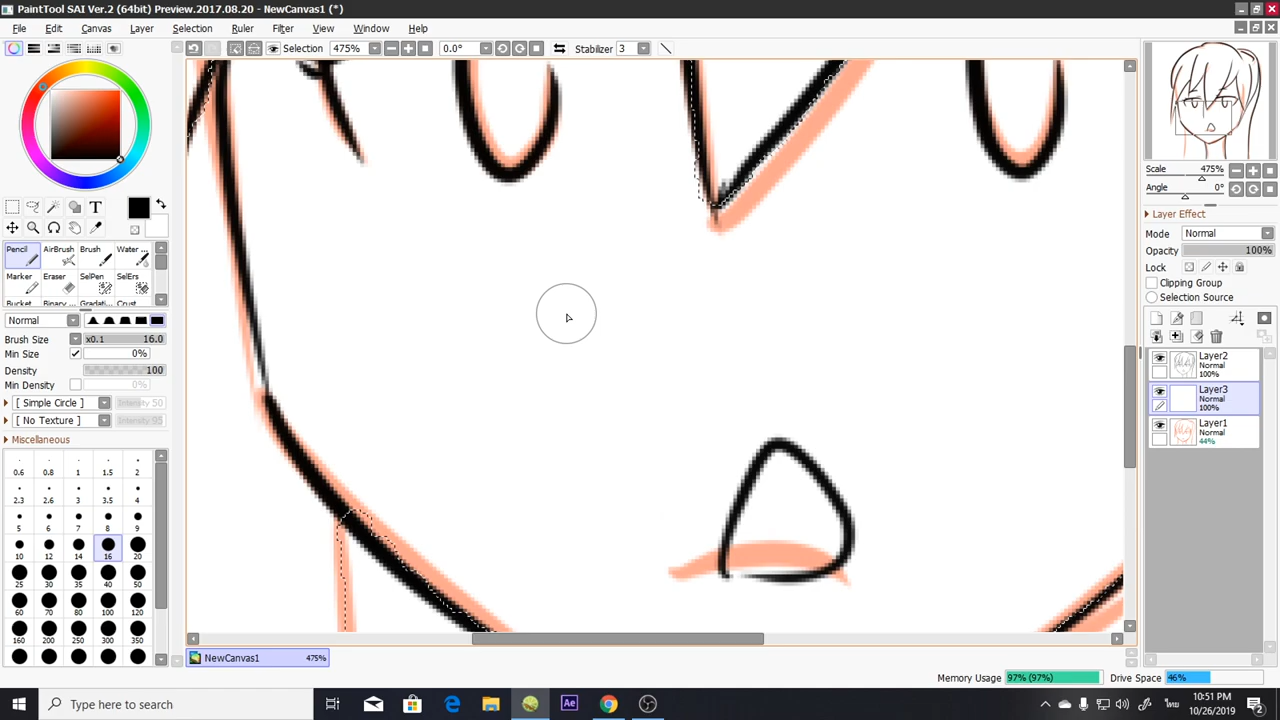 PaintTool SAI Ver.2 (64bit) Preview.2017.08.20 - NewCanvas1 (*)
File Edit Canvas Layer Selection Ruler Filter View Window Help
Selection 475% 0.0° Stabilizer 3
T
Pencil AirBrush Brush Water ...
Marker Eraser SelPen SelErs
Bucket Binary ... Gradati... Crust
Normal
Brush Size x0.1 16.0
Min Size 0%
Density 100
Min Density 0%
[ Simple Circle ] Intensity 50
[ No Texture ] Intensity 95
Miscellaneous
0.6 0.8 1 1.5 2
2.3 2.6 3 3.5 4
5 6 7 8 9
10 12 14 16 20
25 30 35 40 50
60 70 80 100 120
160 200 250 300 350
Scale 475%
Angle 0°
Layer Effect
Mode Normal
Opacity 100%
Lock
Clipping Group
Selection Source
Layer2
Normal
100%
Layer3
Normal
100%
Layer1
Normal
44%
NewCanvas1 475%
Memory Usage 97% (97%) Drive Space 46%
Type here to search
Ae
ไทย
10:51 PM
10/26/2019
2